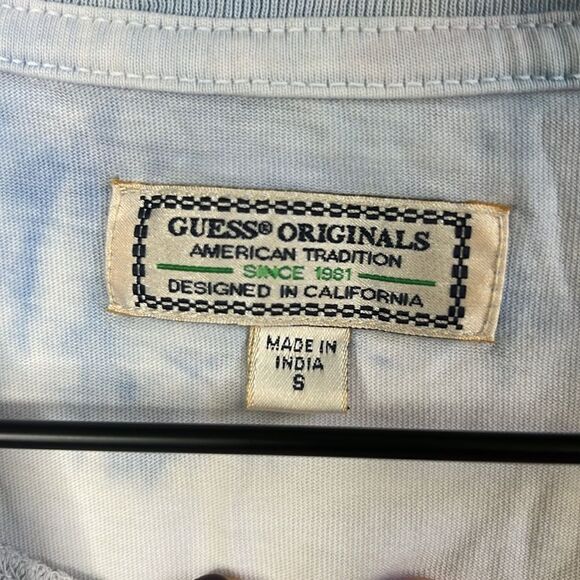 GUESS® ORIGINALS
AMERICAN TRADITION
SINCE 1981
DESIGNED IN CALIFORNIA
MADE IN
INDIA
S